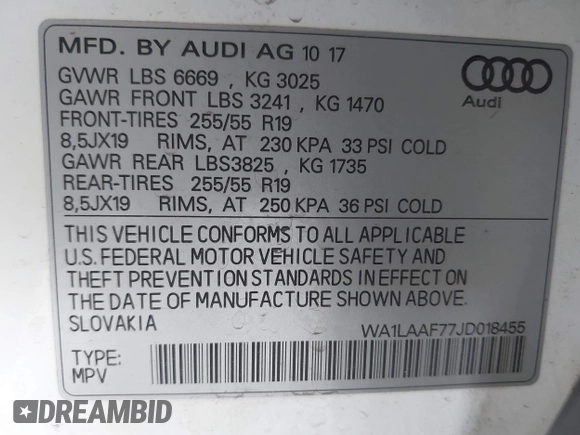 MFD. BY AUDI AG 10 17
GVWR LBS 6669 , KG 3025
GAWR FRONT LBS 3241 , KG 1470
FRONT-TIRES 255/55 R19
8,5JX19 RIMS, AT 230 KPA 33 PSI COLD
GAWR REAR LBS3825 , KG 1735
REAR-TIRES 255/55 R19
8,5JX19 RIMS, AT 250 KPA 36 PSI COLD
Audi
THIS VEHICLE CONFORMS TO ALL APPLICABLE
U.S. FEDERAL MOTOR VEHICLE SAFETY AND
THEFT PREVENTION STANDARDS IN EFFECT ON
THE DATE OF MANUFACTURE SHOWN ABOVE.
SLOVAKIA
WA1LAAF77JD018455
TYPE:
MPV
DREAMBID